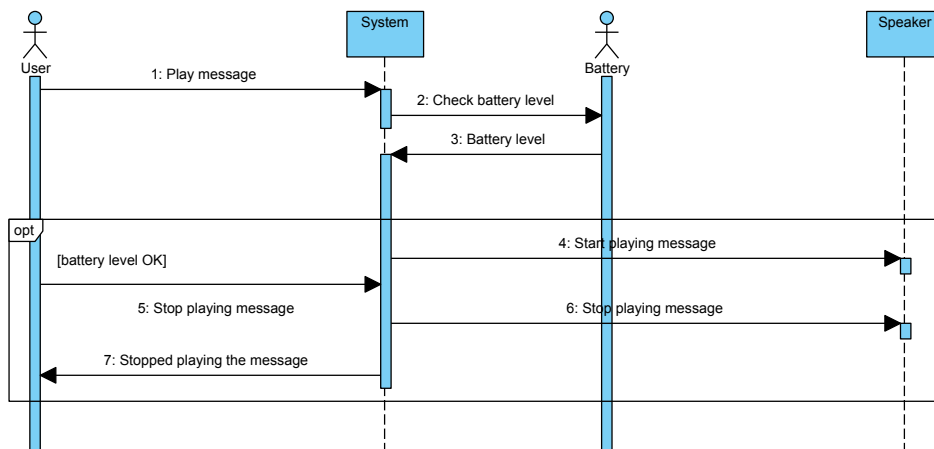 User
System
Battery
Speaker
1: Play message
2: Check battery level
3: Battery level
opt
4: Start playing message
[battery level OK]
5: Stop playing message
6: Stop playing message
7: Stopped playing the message